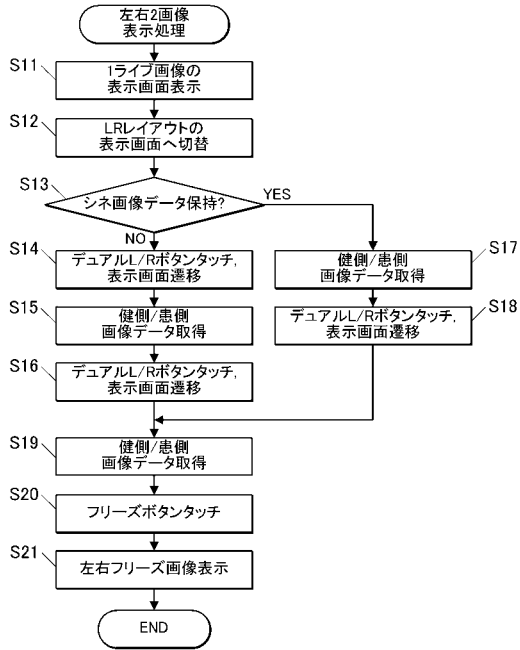 左右2画像
表示処理
S11
1ライブ画像の
表示画面表示
S12
LRレイアウトの
表示画面へ切替
S13
シネ画像データ保持?
YES
NO
S14
デュアルL/Rボタンタッチ,
表示画面遷移
S17
健側/患側
画像データ取得
S15
健側/患側
画像データ取得
S18
デュアルL/Rボタンタッチ,
表示画面遷移
S16
デュアルL/Rボタンタッチ,
表示画面遷移
S19
健側/患側
画像データ取得
S20
フリーズボタンタッチ
S21
左右フリーズ画像表示
END